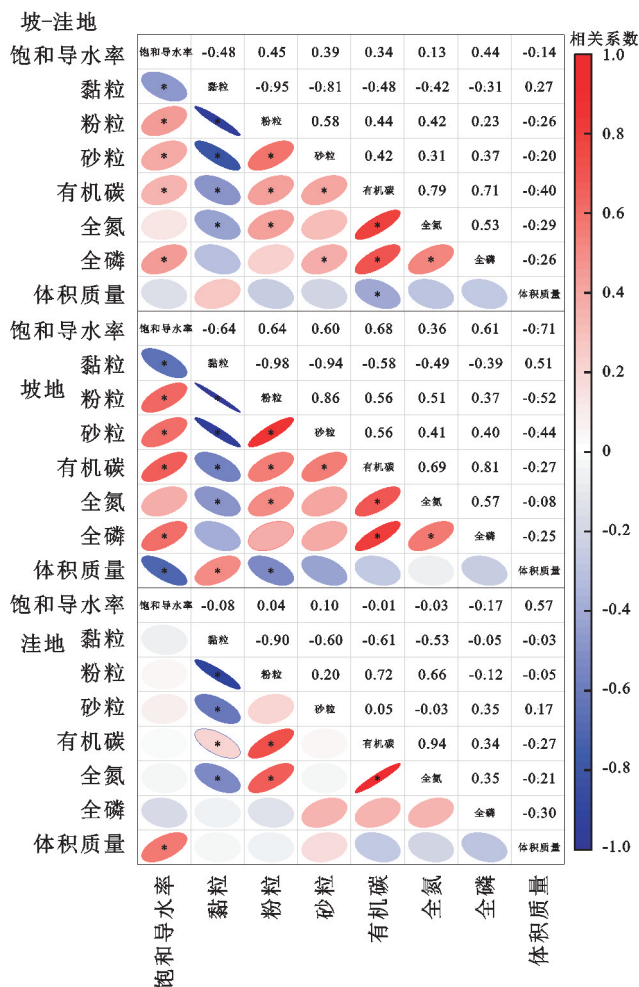 坡-洼地
相关系数
饱和导水率 饱和导水率 -0.48 0.45 0.39 0.34 0.13 0.44 -0.14
黏粒 * 黏粒 -0.95 -0.81 -0.48 -0.42 -0.31 0.27
粉粒 * * 粉粒 0.58 0.44 0.42 0.23 -0.26
砂粒 * * * 砂粒 0.42 0.31 0.37 -0.20
有机碳 * * * * 有机碳 0.79 0.71 -0.40
全氮 * * * 全氮 0.53 -0.29
全磷 * * * * 全磷 -0.26
体积质量 * 体积质量
饱和导水率 饱和导水率 -0.64 0.64 0.60 0.68 0.36 0.61 -0.71
黏粒 * 黏粒 -0.98 -0.94 -0.58 -0.49 -0.39 0.51
坡地
粉粒 * * 粉粒 0.86 0.56 0.51 0.37 -0.52
砂粒 * * * 砂粒 0.56 0.41 0.40 -0.44
有机碳 * * * * 有机碳 0.69 0.81 -0.27
全氮 * * * 全氮 0.57 -0.08
全磷 * * * 全磷 -0.25
体积质量 * * * 体积质量
饱和导水率 饱和导水率 -0.08 0.04 0.10 -0.01 -0.03 -0.17 0.57
洼地
黏粒 黏粒 -0.90 -0.60 -0.61 -0.53 -0.05 -0.03
粉粒 * 粉粒 0.20 0.72 0.66 -0.12 -0.05
砂粒 * 砂粒 0.05 -0.03 0.35 0.17
有机碳 * * 有机碳 0.94 0.34 -0.27
全氮 * * * 全氮 0.35 -0.21
全磷 全磷 -0.30
体积质量 * 体积质量
饱和导水率
黏粒
粉粒
砂粒
有机碳
全氮
全磷
体积质量
1.0
0.8
0.6
0.4
0.2
0
-0.2
-0.4
-0.6
-0.8
-1.0